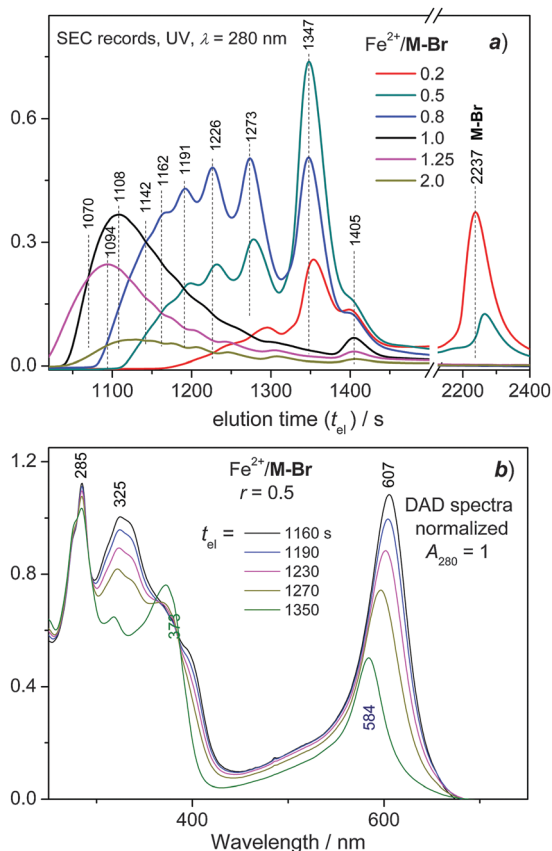 SEC records, UV, λ = 280 nm
a)
Fe²⁺/M-Br
0.2
0.5
0.8
1.0
1.25
2.0
1070
1094
1108
1142
1162
1191
1226
1273
1347
1405
2237 M-Br
0.6
0.3
0.0
1100
1200
1300
1400
2200
2400
elution time (tₑₗ) / s
b)
Fe²⁺/M-Br
r = 0.5
tₑₗ =
1160 s
1190
1230
1270
1350
DAD spectra
normalized
A₂₈₀ = 1
285
325
375
584
607
1.2
0.8
0.4
0.0
400
600
Wavelength / nm